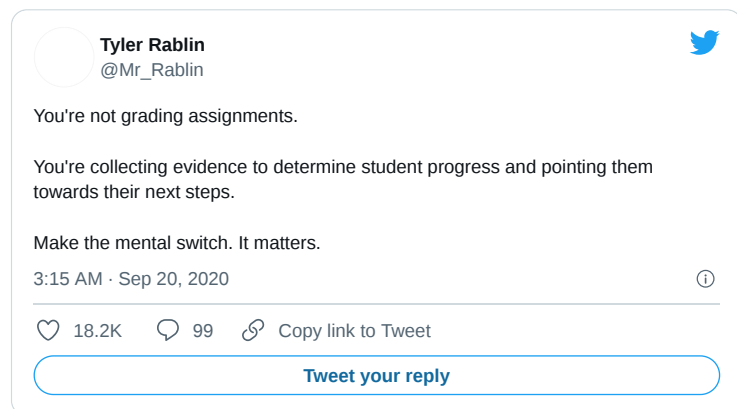 Tyler Rablin
@Mr_Rablin
You're not grading assignments.
You're collecting evidence to determine student progress and pointing them
towards their next steps.
Make the mental switch. It matters.
3:15 AM · Sep 20, 2020
18.2K 99 Copy link to Tweet
Tweet your reply